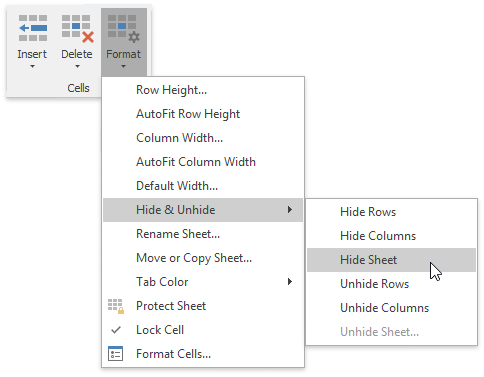 Insert Delete Format
Cells
Row Height...
AutoFit Row Height
Column Width...
AutoFit Column Width
Default Width...
Hide & Unhide
Rename Sheet...
Move or Copy Sheet...
Tab Color
Protect Sheet
Lock Cell
Format Cells...
Hide Rows
Hide Columns
Hide Sheet
Unhide Rows
Unhide Columns
Unhide Sheet...